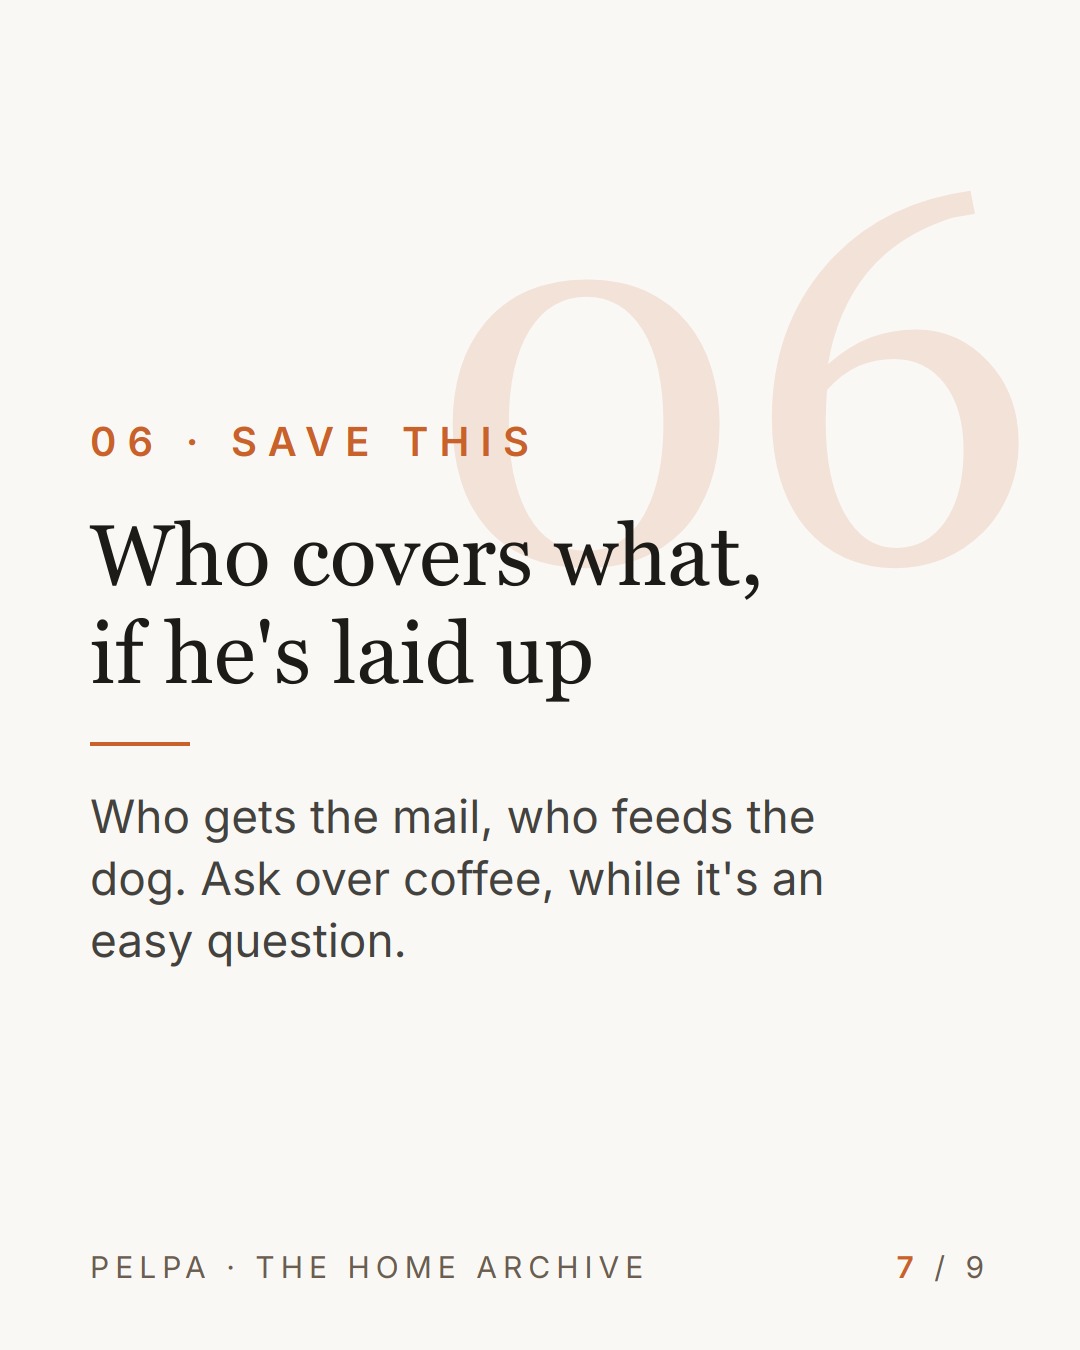 06
06 · SAVE THIS
Who covers what,
if he's laid up
Who gets the mail, who feeds the
dog. Ask over coffee, while it's an
easy question.
PELPA · THE HOME ARCHIVE
7 / 9